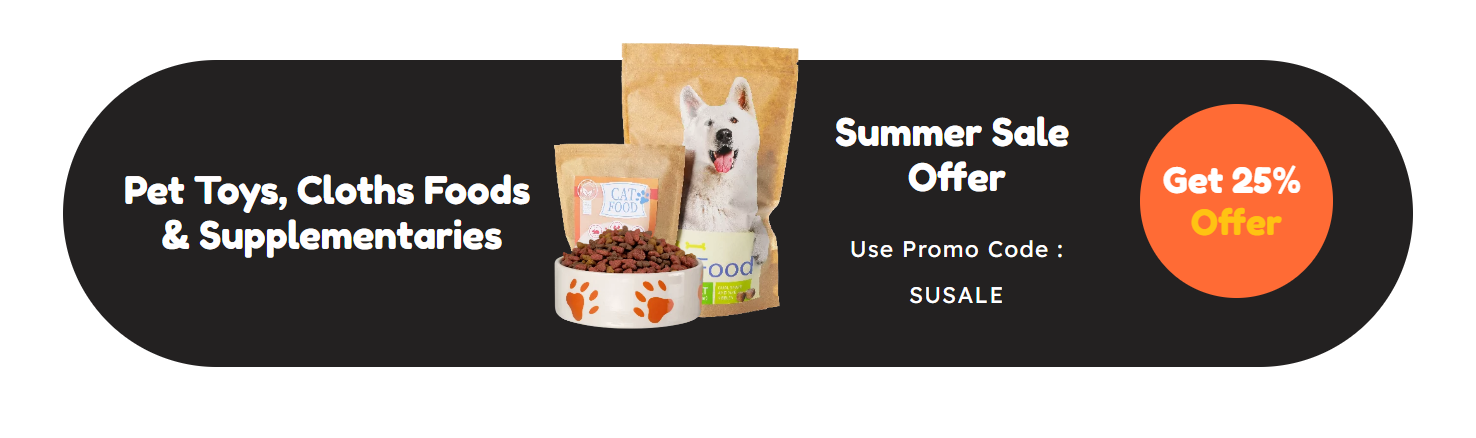 Pet Toys, Cloths Foods
& Supplementaries
CAT
FOOD
Food
Summer Sale
Offer
Use Promo Code :
SUSALE
Get 25%
Offer